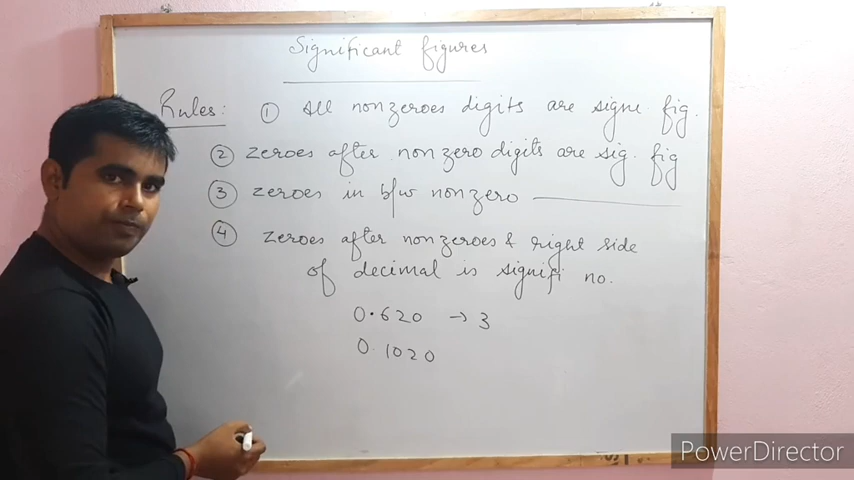 Significant figures
Rules: ① All nonzeroes digits are signi. fig.
② Zeroes after nonzero digits are sig. fig
③ Zeroes in b/w nonzero
④ Zeroes after nonzeroes & right side
of decimal is signifi no.
0.620 → 3
0.1020
PowerDirector